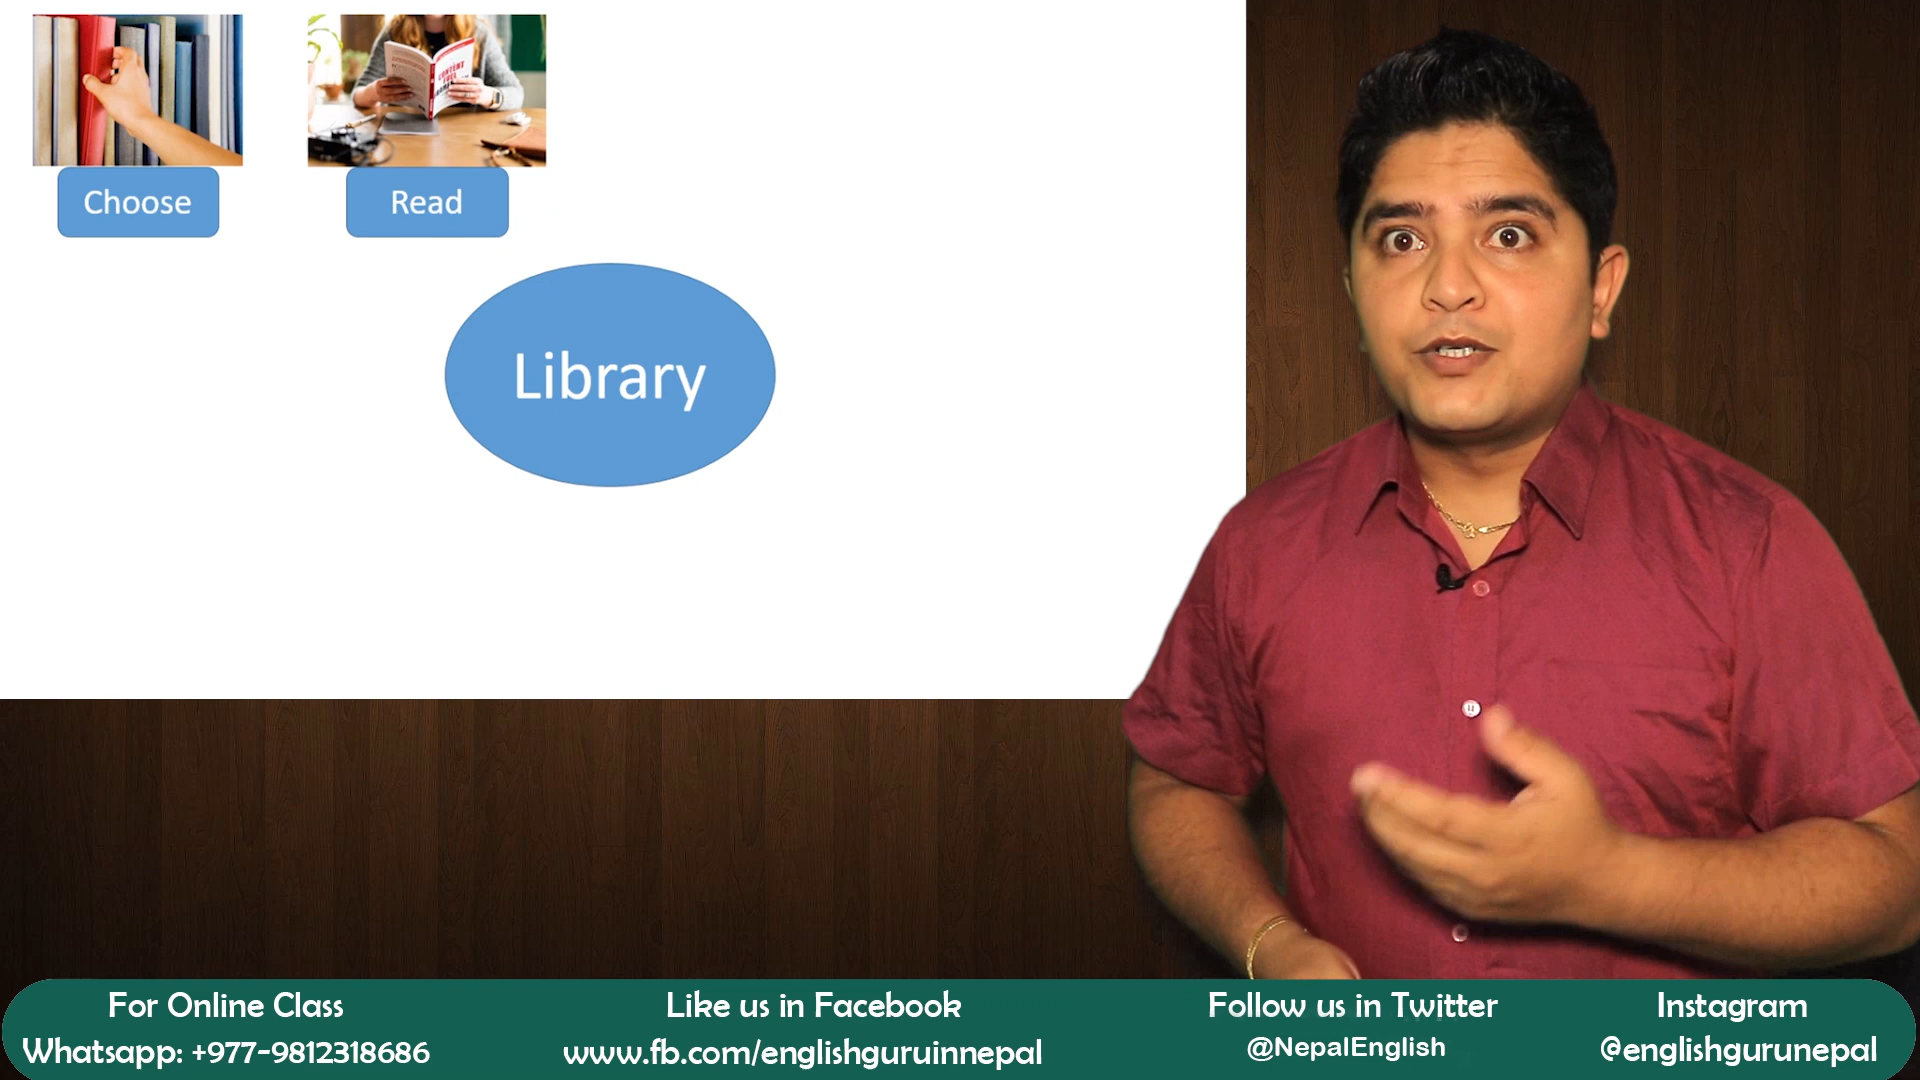 Choose
Read
Library
For Online Class
Whatsapp: +977-9812318686
Like us in Facebook
www.fb.com/englishguruinnepal
Follow us in Twitter
@NepalEnglish
Instagram
@englishgurunepal